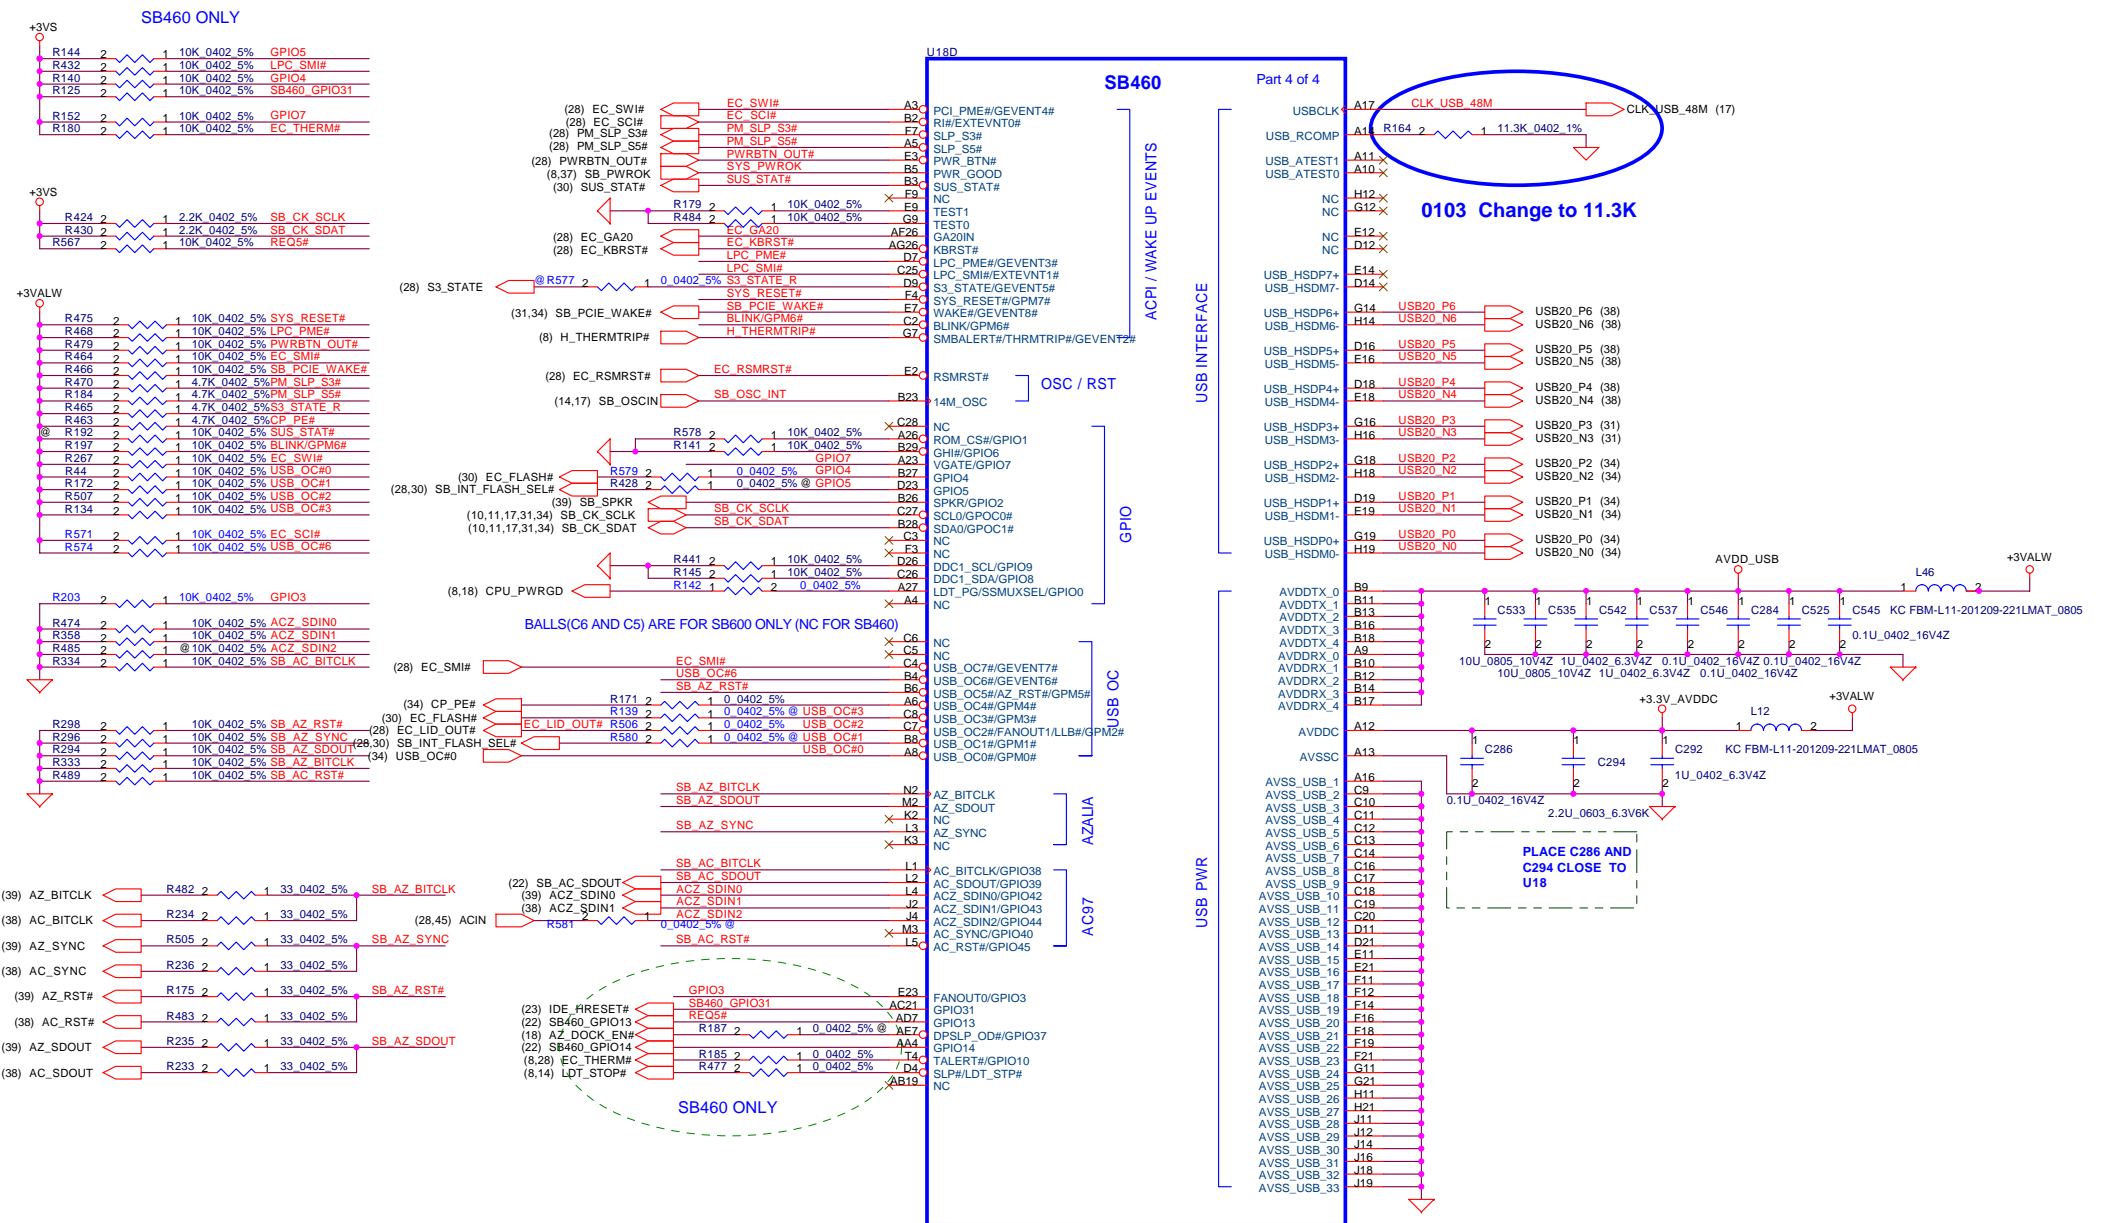 SB460 ONLY
+3VS
R144 2 1 10K_0402_5% GPIO5
R432 2 1 10K_0402_5% LPC_SMI#
R140 2 1 10K_0402_5% GPIO4
R125 2 1 10K_0402_5% SB460_GPIO31
R152 2 1 10K_0402_5% GPIO7
R180 2 1 10K_0402_5% EC_THERM#
+3VS
R424 2 1 2.2K_0402_5% SB_CK_SCLK
R430 2 1 2.2K_0402_5% SB_CK_SDAT
R567 2 1 10K_0402_5% REQ5#
+3VALW
R475 2 1 10K_0402_5% SYS_RESET#
R468 2 1 10K_0402_5% LPC_PME#
R479 2 1 10K_0402_5% PWRBTN_OUT#
R464 2 1 10K_0402_5% EC_SMI#
R466 2 1 10K_0402_5% SB_PCIE_WAKE#
R470 2 1 4.7K_0402_5% PM_SLP_S3#
R184 2 1 4.7K_0402_5% PM_SLP_S5#
R465 2 1 4.7K_0402_5% S3_STATE_R
R463 2 1 4.7K_0402_5% CP_PE#
@ R192 2 1 10K_0402_5% SUS_STAT#
R197 2 1 10K_0402_5% BLINK/GPM6#
R267 2 1 10K_0402_5% EC_SWI#
R44 2 1 10K_0402_5% USB_OC#0
R172 2 1 10K_0402_5% USB_OC#1
R507 2 1 10K_0402_5% USB_OC#2
R134 2 1 10K_0402_5% USB_OC#3
R571 2 1 10K_0402_5% EC_SCI#
R574 2 1 10K_0402_5% USB_OC#6
R203 2 1 10K_0402_5% GPIO3
R474 2 1 10K_0402_5% ACZ_SDIN0
R358 2 1 10K_0402_5% ACZ_SDIN1
R485 2 1 @ 10K_0402_5% ACZ_SDIN2
R334 2 1 10K_0402_5% SB_AC_BITCLK
R298 2 1 10K_0402_5% SB_AZ_RST#
R296 2 1 10K_0402_5% SB_AZ_SYNC
R294 2 1 10K_0402_5% SB_AZ_SDOUT
R333 2 1 10K_0402_5% SB_AZ_BITCLK
R489 2 1 10K_0402_5% SB_AC_RST#
(39) AZ_BITCLK R482 2 1 33_0402_5% SB_AZ_BITCLK
(38) AC_BITCLK R234 2 1 33_0402_5%
(39) AZ_SYNC R505 2 1 33_0402_5% SB_AZ_SYNC
(38) AC_SYNC R236 2 1 33_0402_5%
(39) AZ_RST# R175 2 1 33_0402_5% SB_AZ_RST#
(38) AC_RST# R483 2 1 33_0402_5%
(39) AZ_SDOUT R235 2 1 33_0402_5% SB_AZ_SDOUT
(38) AC_SDOUT R233 2 1 33_0402_5%
U18D
SB460
Part 4 of 4
(28) EC_SWI# EC_SWI# A3 PCI_PME#/GEVENT4#
(28) EC_SCI# EC_SCI# B2 RI#/EXTEVNT0#
(28) PM_SLP_S3# PM_SLP_S3# F7 SLP_S3#
(28) PM_SLP_S5# PM_SLP_S5# A5 SLP_S5#
(28) PWRBTN_OUT# PWRBTN_OUT# E3 PWR_BTN#
(8,37) SB_PWROK SYS_PWROK B5 PWR_GOOD
(30) SUS_STAT# SUS_STAT# B3 SUS_STAT#
F9 NC
R179 2 1 10K_0402_5% E9 TEST1
R484 2 1 10K_0402_5% G9 TEST0
(28) EC_GA20 EC_GA20 AF26 GA20IN
(28) EC_KBRST# EC_KBRST# AG26 KBRST#
LPC_PME# D7 LPC_PME#/GEVENT3#
LPC_SMI# C25 LPC_SMI#/EXTEVNT1#
(28) S3_STATE @ R577 2 1 0_0402_5% S3_STATE_R D9 S3_STATE/GEVENT5#
SYS_RESET# F4 SYS_RESET#/GPM7#
(31,34) SB_PCIE_WAKE# SB_PCIE_WAKE# E7 WAKE#/GEVENT8#
BLINK/GPM6# C2 BLINK/GPM6#
(8) H_THERMTRIP# H_THERMTRIP# G7 SMBALERT#/THRMTRIP#/GEVENT2#
ACPI / WAKE UP EVENTS
(28) EC_RSMRST# EC_RSMRST# E2 RSMRST#
OSC / RST
(14,17) SB_OSCIN SB_OSC_INT B23 14M_OSC
C28 NC
R578 2 1 10K_0402_5% A26 ROM_CS#/GPIO1
R141 2 1 10K_0402_5% B29 GHI#/GPIO6
GPIO7 A23 VGATE/GPIO7
(30) EC_FLASH# R579 2 1 0_0402_5% GPIO4 B27 GPIO4
(28,30) SB_INT_FLASH_SEL# R428 2 1 0_0402_5% @ GPIO5 D23 GPIO5
(39) SB_SPKR B26 SPKR/GPIO2
(10,11,17,31,34) SB_CK_SCLK SB_CK_SCLK C27 SCL0/GPOC0#
(10,11,17,31,34) SB_CK_SDAT SB_CK_SDAT B28 SDA0/GPOC1#
C3 NC
F3 NC
R441 2 1 10K_0402_5% D26 DDC1_SCL/GPIO9
R145 2 1 10K_0402_5% C26 DDC1_SDA/GPIO8
(8,18) CPU_PWRGD R142 1 2 0_0402_5% A27 LDT_PG/SSMUXSEL/GPIO0
A4 NC
GPIO
BALLS(C6 AND C5) ARE FOR SB600 ONLY (NC FOR SB460)
C6 NC
C5 NC
(28) EC_SMI# EC_SMI# C4 USB_OC7#/GEVENT7#
USB_OC#6 B4 USB_OC6#/GEVENT6#
SB_AZ_RST# B6 USB_OC5#/AZ_RST#/GPM5#
(34) CP_PE# R171 2 1 0_0402_5% A6 USB_OC4#/GPM4#
(30) EC_FLASH# R139 2 1 0_0402_5% @ USB_OC#3 C8 USB_OC3#/GPM3#
(28) EC_LID_OUT# EC_LID_OUT# R506 2 1 0_0402_5% USB_OC#2 C7 USB_OC2#/FANOUT1/LLB#/GPM2#
(28,30) SB_INT_FLASH_SEL# R580 2 1 0_0402_5% @ USB_OC#1 B8 USB_OC1#/GPM1#
(34) USB_OC#0 USB_OC#0 A8 USB_OC0#/GPM0#
USB OC
SB_AZ_BITCLK N2 AZ_BITCLK
SB_AZ_SDOUT M2 AZ_SDOUT
K2 NC
SB_AZ_SYNC L3 AZ_SYNC
K3 NC
AZALIA
SB_AC_BITCLK L1 AC_BITCLK/GPIO38
(22) SB_AC_SDOUT SB_AC_SDOUT L2 AC_SDOUT/GPIO39
(39) ACZ_SDIN0 ACZ_SDIN0 L4 ACZ_SDIN0/GPIO42
(38) ACZ_SDIN1 ACZ_SDIN1 J2 ACZ_SDIN1/GPIO43
(28,45) ACIN R581 2 1 0_0402_5% @ ACZ_SDIN2 J4 ACZ_SDIN2/GPIO44
M3 AC_SYNC/GPIO40
SB_AC_RST# L5 AC_RST#/GPIO45
AC97
GPIO3 E23 FANOUT0/GPIO3
(23) IDE_HRESET# SB460_GPIO31 AC21 GPIO31
(22) SB460_GPIO13 REQ5# AD7 GPIO13
(18) AZ_DOCK_EN# R187 2 1 0_0402_5% @ AE7 DPSLP_OD#/GPIO37
(22) SB460_GPIO14 AA4 GPIO14
(8,28) EC_THERM# R185 2 1 0_0402_5% T4 TALERT#/GPIO10
(8,14) LDT_STOP# R477 2 1 0_0402_5% D4 SLP#/LDT_STP#
AB19 NC
SB460 ONLY
USBCLK A17 CLK_USB_48M CLK_USB_48M (17)
USB_RCOMP A14 R164 2 1 11.3K_0402_1%
USB_ATEST1 A11
USB_ATEST0 A10
0103 Change to 11.3K
NC H12
NC G12
NC E12
NC D12
USB_HSDP7+ E14
USB_HSDM7- D14
USB_HSDP6+ G14 USB20_P6 USB20_P6 (38)
USB_HSDM6- H14 USB20_N6 USB20_N6 (38)
USB_HSDP5+ D16 USB20_P5 USB20_P5 (38)
USB_HSDM5- E16 USB20_N5 USB20_N5 (38)
USB_HSDP4+ D18 USB20_P4 USB20_P4 (38)
USB_HSDM4- E18 USB20_N4 USB20_N4 (38)
USB_HSDP3+ G16 USB20_P3 USB20_P3 (31)
USB_HSDM3- H16 USB20_N3 USB20_N3 (31)
USB_HSDP2+ G18 USB20_P2 USB20_P2 (34)
USB_HSDM2- H18 USB20_N2 USB20_N2 (34)
USB_HSDP1+ D19 USB20_P1 USB20_P1 (34)
USB_HSDM1- E19 USB20_N1 USB20_N1 (34)
USB_HSDP0+ G19 USB20_P0 USB20_P0 (34)
USB_HSDM0- H19 USB20_N0 USB20_N0 (34)
USB INTERFACE
AVDD_USB
+3VALW
L46
1 2
KC FBM-L11-201209-221LMAT_0805
AVDDTX_0 B9
AVDDTX_1 B11
AVDDTX_2 B13
AVDDTX_3 B16
AVDDTX_4 B18
AVDDRX_0 A9
AVDDRX_1 B10
AVDDRX_2 B12
AVDDRX_3 B14
AVDDRX_4 B17
1 1 1 1 1 1 1 1
C533 C535 C542 C537 C546 C284 C525 C545
0.1U_0402_16V4Z
2 2 2 2 2 2 2 2
10U_0805_10V4Z 1U_0402_6.3V4Z 0.1U_0402_16V4Z 0.1U_0402_16V4Z
10U_0805_10V4Z 1U_0402_6.3V4Z 0.1U_0402_16V4Z
+3.3V_AVDDC
+3VALW
L12
1 2
KC FBM-L11-201209-221LMAT_0805
AVDDC A12
AVSSC A13
1 1 1
C286 C294 C292
1U_0402_6.3V4Z
2 2 2
0.1U_0402_16V4Z
2.2U_0603_6.3V6K
PLACE C286 AND
C294 CLOSE TO
U18
AVSS_USB_1 A16
AVSS_USB_2 C9
AVSS_USB_3 C10
AVSS_USB_4 C11
AVSS_USB_5 C12
AVSS_USB_6 C13
AVSS_USB_7 C14
AVSS_USB_8 C16
AVSS_USB_9 C17
AVSS_USB_10 C18
AVSS_USB_11 C19
AVSS_USB_12 C20
AVSS_USB_13 D11
AVSS_USB_14 D21
AVSS_USB_15 E11
AVSS_USB_16 E21
AVSS_USB_17 F11
AVSS_USB_18 F12
AVSS_USB_19 F14
AVSS_USB_20 F16
AVSS_USB_21 F18
AVSS_USB_22 F19
AVSS_USB_23 F21
AVSS_USB_24 G11
AVSS_USB_25 G21
AVSS_USB_26 H11
AVSS_USB_27 H21
AVSS_USB_28 J11
AVSS_USB_29 J12
AVSS_USB_30 J14
AVSS_USB_31 J16
AVSS_USB_32 J18
AVSS_USB_33 J19
USB PWR